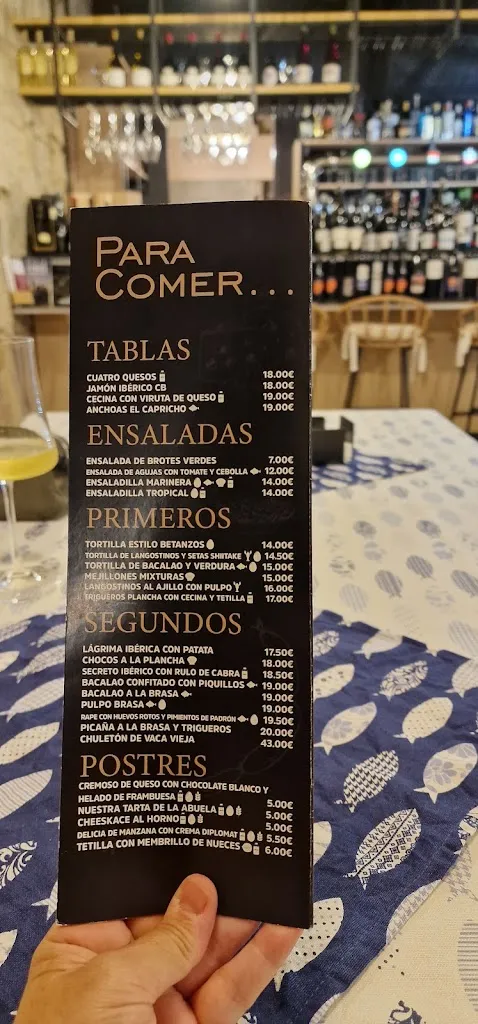 PARA
COMER...
TABLAS
CUATRO QUESOS 18.00€
JAMÓN IBÉRICO CB 18.00€
CECINA CON VIRUTA DE QUESO 19.00€
ANCHOAS EL CAPRICHO 19.00€
ENSALADAS
ENSALADA DE BROTES VERDES 7.00€
ENSALADA DE AGUJAS CON TOMATE Y CEBOLLA 12.00€
ENSALADILLA MARINERA 14.00€
ENSALADILLA TROPICAL 14.00€
PRIMEROS
TORTILLA ESTILO BETANZOS 14.00€
TORTILLA DE LANGOSTINOS Y SETAS SHIITAKE 14.50€
TORTILLA DE BACALAO Y VERDURA 15.00€
MEJILLONES MIXTURAS 15.00€
LANGOSTINOS AL AJILO CON PULPO 16.00€
TRIGUEROS PLANCHA CON CECINA Y TETILLA 17.00€
SEGUNDOS
LÁGRIMA IBÉRICA CON PATATA 17.50€
CHOCOS A LA PLANCHA 18.00€
SECRETO IBÉRICO CON RULO DE CABRA 18.50€
BACALAO CONFITADO CON PIQUILLOS 19.00€
BACALAO A LA BRASA 19.00€
PULPO BRASA 19.00€
RAPE CON HUEVOS ROTOS Y PIMIENTOS DE PADRÓN 19.50€
PICAÑA A LA BRASA Y TRIGUEROS 20.00€
CHULETÓN DE VACA VIEJA 43.00€
POSTRES
CREMOSO DE QUESO CON CHOCOLATE BLANCO Y
HELADO DE FRAMBUESA 5.00€
NUESTRA TARTA DE LA ABUELA 5.00€
CHEESKACE AL HORNO 5.00€
DELICIA DE MANZANA CON CREMA DIPLOMAT 5.50€
TETILLA CON MEMBRILLO DE NUECES 6.00€